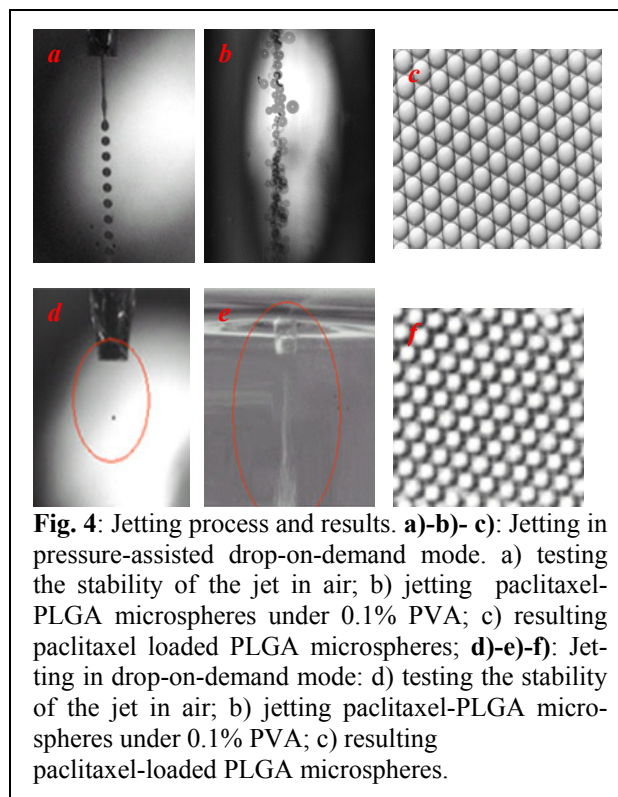 a
b
c
d
e
f
Fig. 4: Jetting process and results. a)-b)- c): Jetting in
pressure-assisted drop-on-demand mode. a) testing
the stability of the jet in air; b) jetting paclitaxel-
PLGA microspheres under 0.1% PVA; c) resulting
paclitaxel loaded PLGA microspheres; d)-e)-f): Jet-
ting in drop-on-demand mode: d) testing the stability
of the jet in air; b) jetting paclitaxel-PLGA micro-
spheres under 0.1% PVA; c) resulting
paclitaxel-loaded PLGA microspheres.